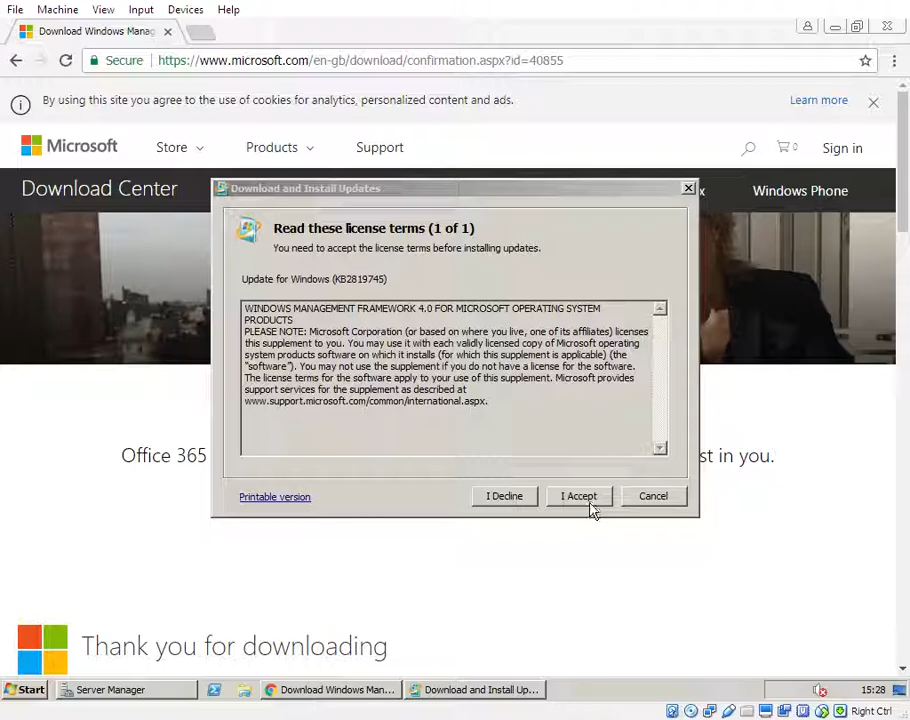 File Machine View Input Devices Help
Download Windows Manag
Secure https://www.microsoft.com/en-gb/download/confirmation.aspx?id=40855
By using this site you agree to the use of cookies for analytics, personalized content and ads. Learn more
Microsoft Store Products Support 0 Sign in
Download Center Windows Phone
Download and Install Updates
Read these license terms (1 of 1)
You need to accept the license terms before installing updates.
Update for Windows (KB2819745)
WINDOWS MANAGEMENT FRAMEWORK 4.0 FOR MICROSOFT OPERATING SYSTEM
PRODUCTS
PLEASE NOTE: Microsoft Corporation (or based on where you live, one of its affiliates) licenses
this supplement to you. You may use it with each validly licensed copy of Microsoft operating
system products software on which it installs (for which this supplement is applicable) (the
"software"). You may not use the supplement if you do not have a license for the software.
The license terms for the software apply to your use of this supplement. Microsoft provides
support services for the supplement as described at
www.support.microsoft.com/common/international.aspx.
Office 365 st in you.
Printable version I Decline I Accept Cancel
Thank you for downloading
Start Server Manager Download Windows Man... Download and Install Up... 15:28
Right Ctrl